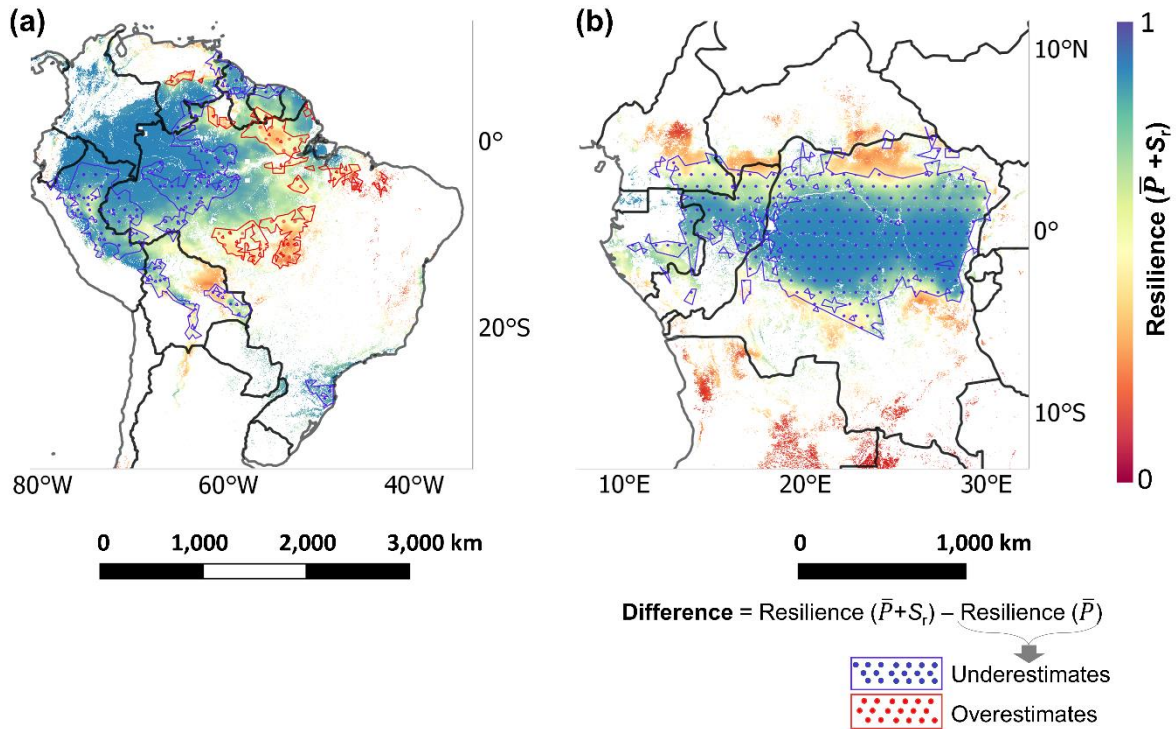 (a)
(b)
10°N
0°
10°S
0°
20°S
80°W 60°W 40°W
10°E 20°E 30°E
1
Resilience (P̅ +Sᵣ)
0
0 1,000 2,000 3,000 km
0 1,000 km
Difference = Resilience (P̅+Sᵣ) – Resilience (P̅)
Underestimates
Overestimates